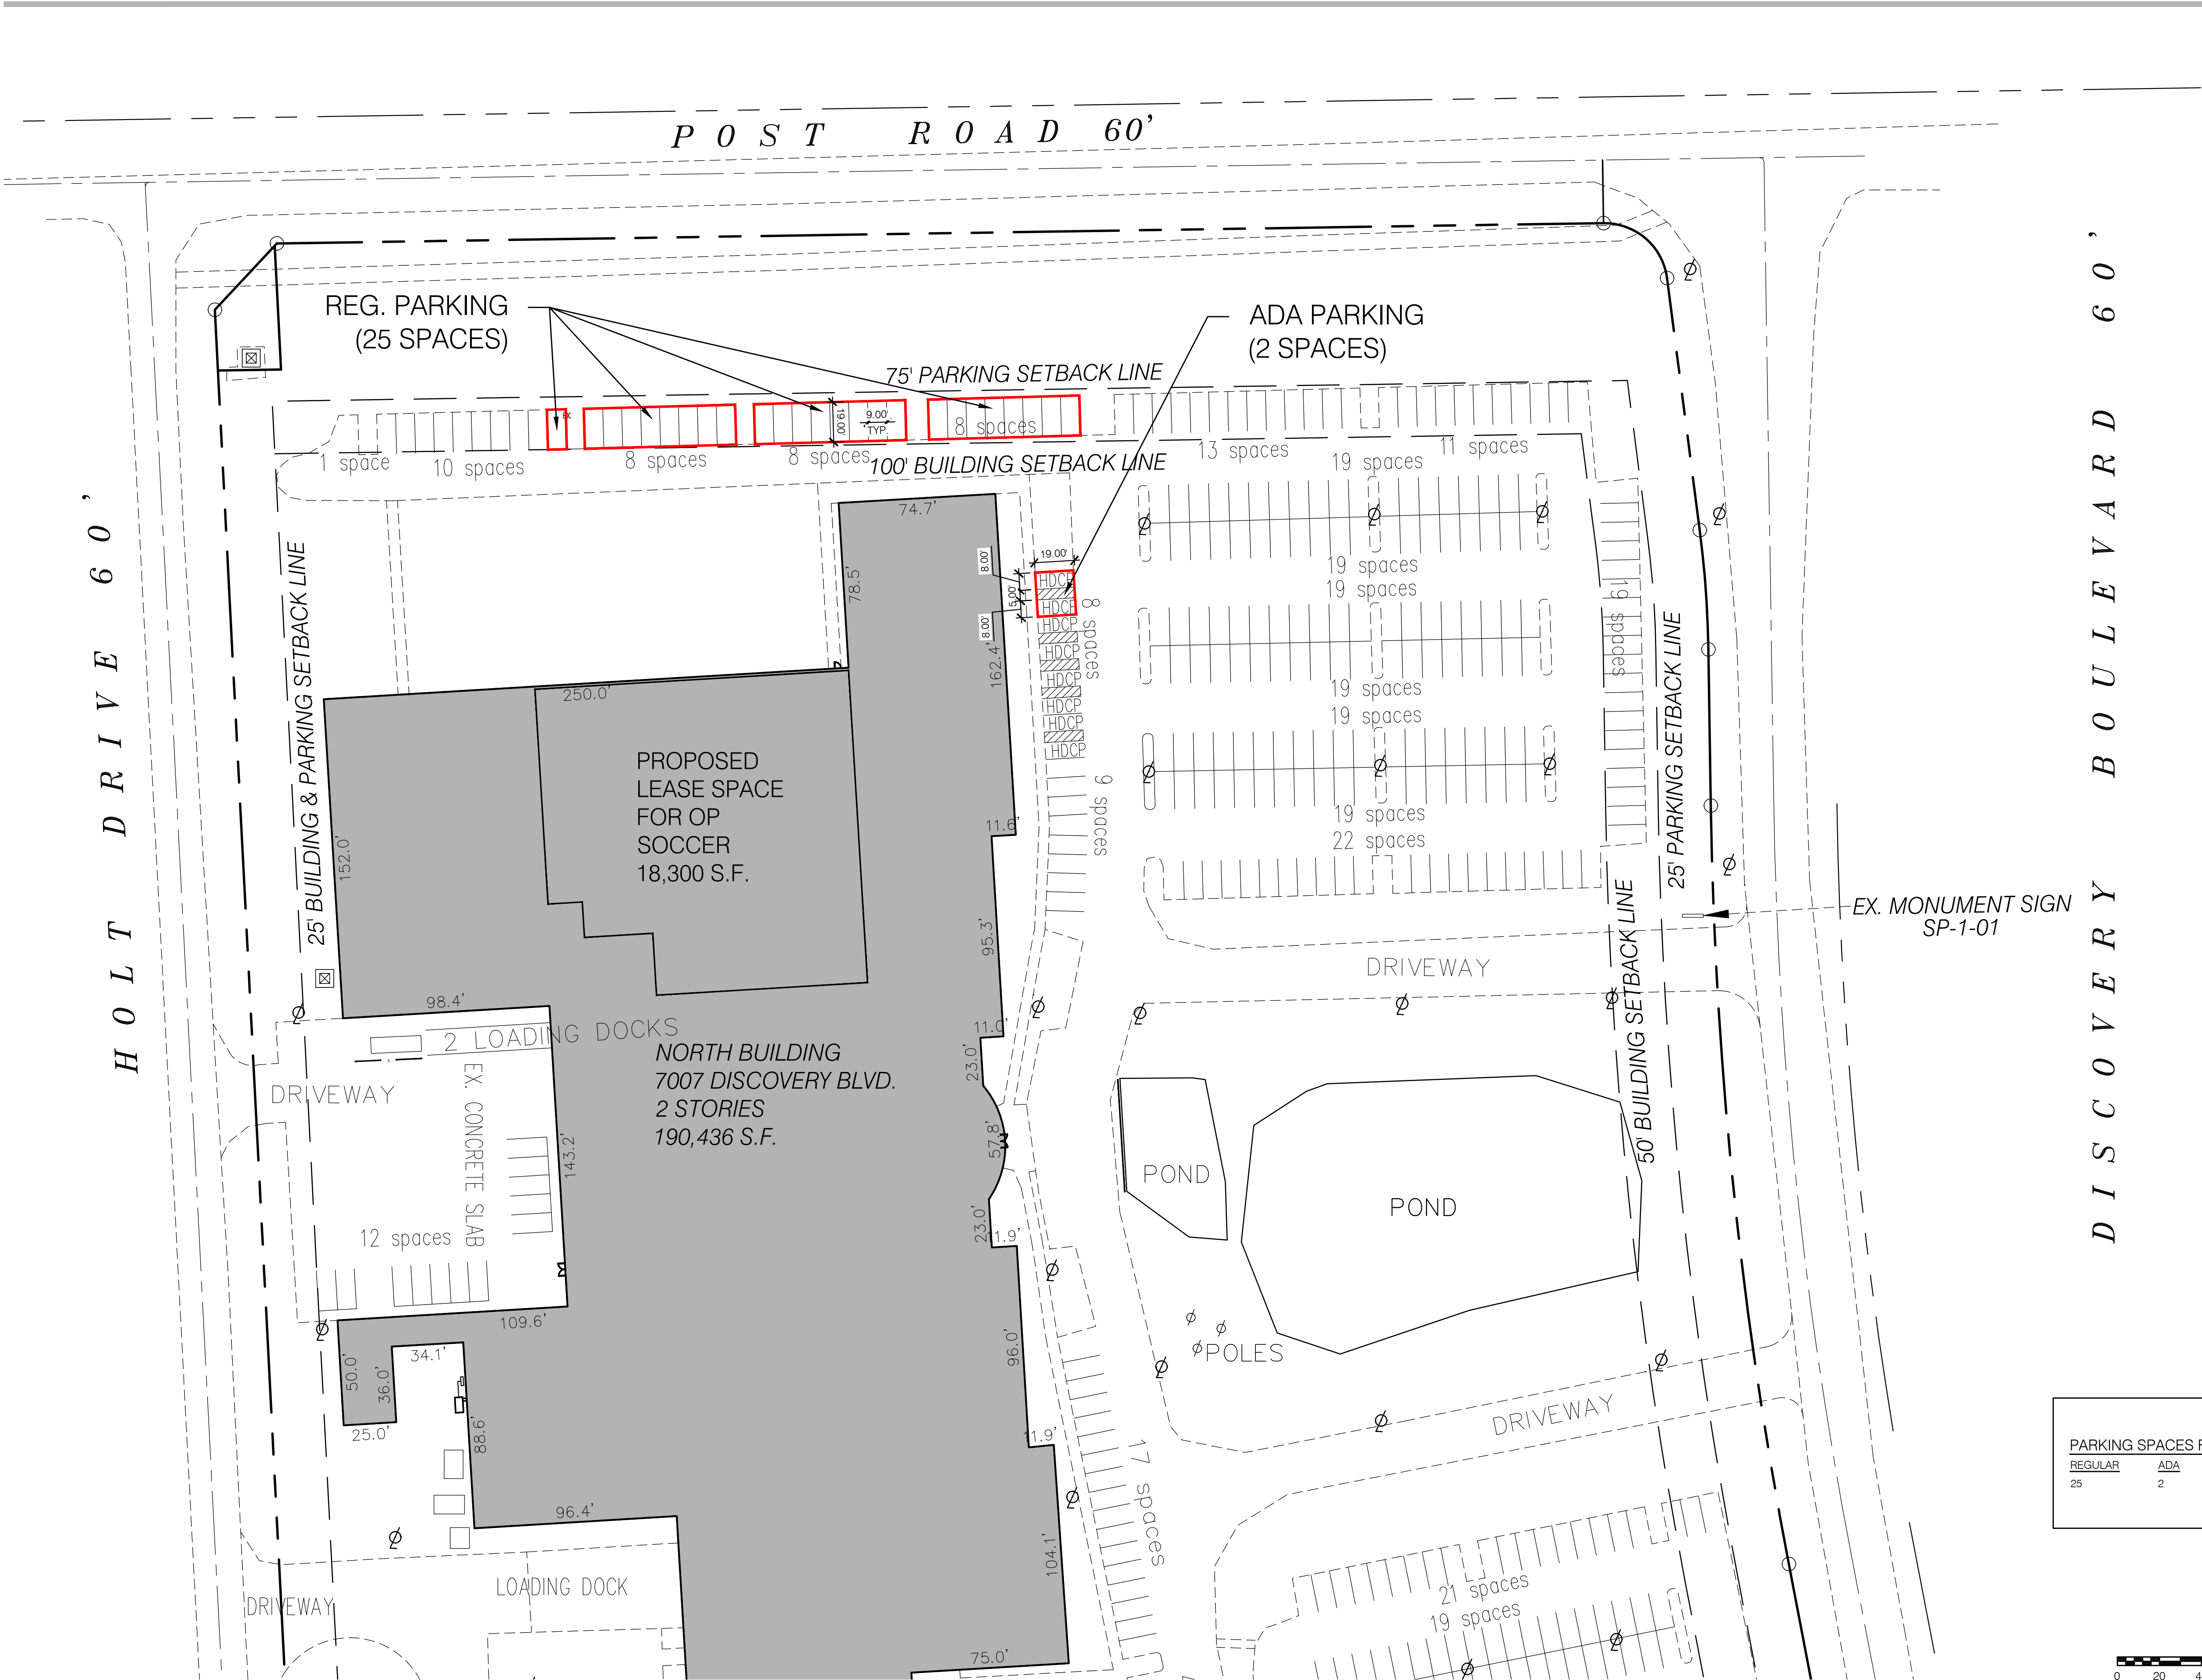 POST ROAD 60'
REG. PARKING
(25 SPACES)
ADA PARKING
(2 SPACES)
75' PARKING SETBACK LINE
19.00'
9.00'
TYP.
8 spaces
1 space
10 spaces
8 spaces
8 spaces
100' BUILDING SETBACK LINE
13 spaces
11 spaces
19 spaces
HOLT DRIVE 60'
DISCOVERY BOULEVARD 60'
25' BUILDING & PARKING SETBACK LINE
74.7'
78.5'
162.4'
19.00'
8.00'
5.00'
8.00'
HDCP
HDCP
HDCP
HDCP
HDCP
HDCP
HDCP
HDCP
8 spaces
9 spaces
19 spaces
19 spaces
19 spaces
19 spaces
19 spaces
22 spaces
19 spaces
25' PARKING SETBACK LINE
50' BUILDING SETBACK LINE
250.0'
PROPOSED
LEASE SPACE
FOR OP
SOCCER
18,300 S.F.
152.0'
11.6'
95.3'
EX. MONUMENT SIGN
SP-1-01
DRIVEWAY
98.4'
2 LOADING DOCKS
11.0'
23.0'
NORTH BUILDING
7007 DISCOVERY BLVD.
2 STORIES
190,436 S.F.
DRIVEWAY
EX. CONCRETE SLAB
143.2'
57.8'
12 spaces
23.0'
11.9'
POND
POND
109.6'
50.0'
36.0'
34.1'
25.0'
88.6'
96.0'
POLES
DRIVEWAY
11.9'
17 spaces
96.4'
104.1'
LOADING DOCK
DRIVEWAY
75.0'
21 spaces
19 spaces
PARKING SPACES
REGULAR ADA
25 2
0 20